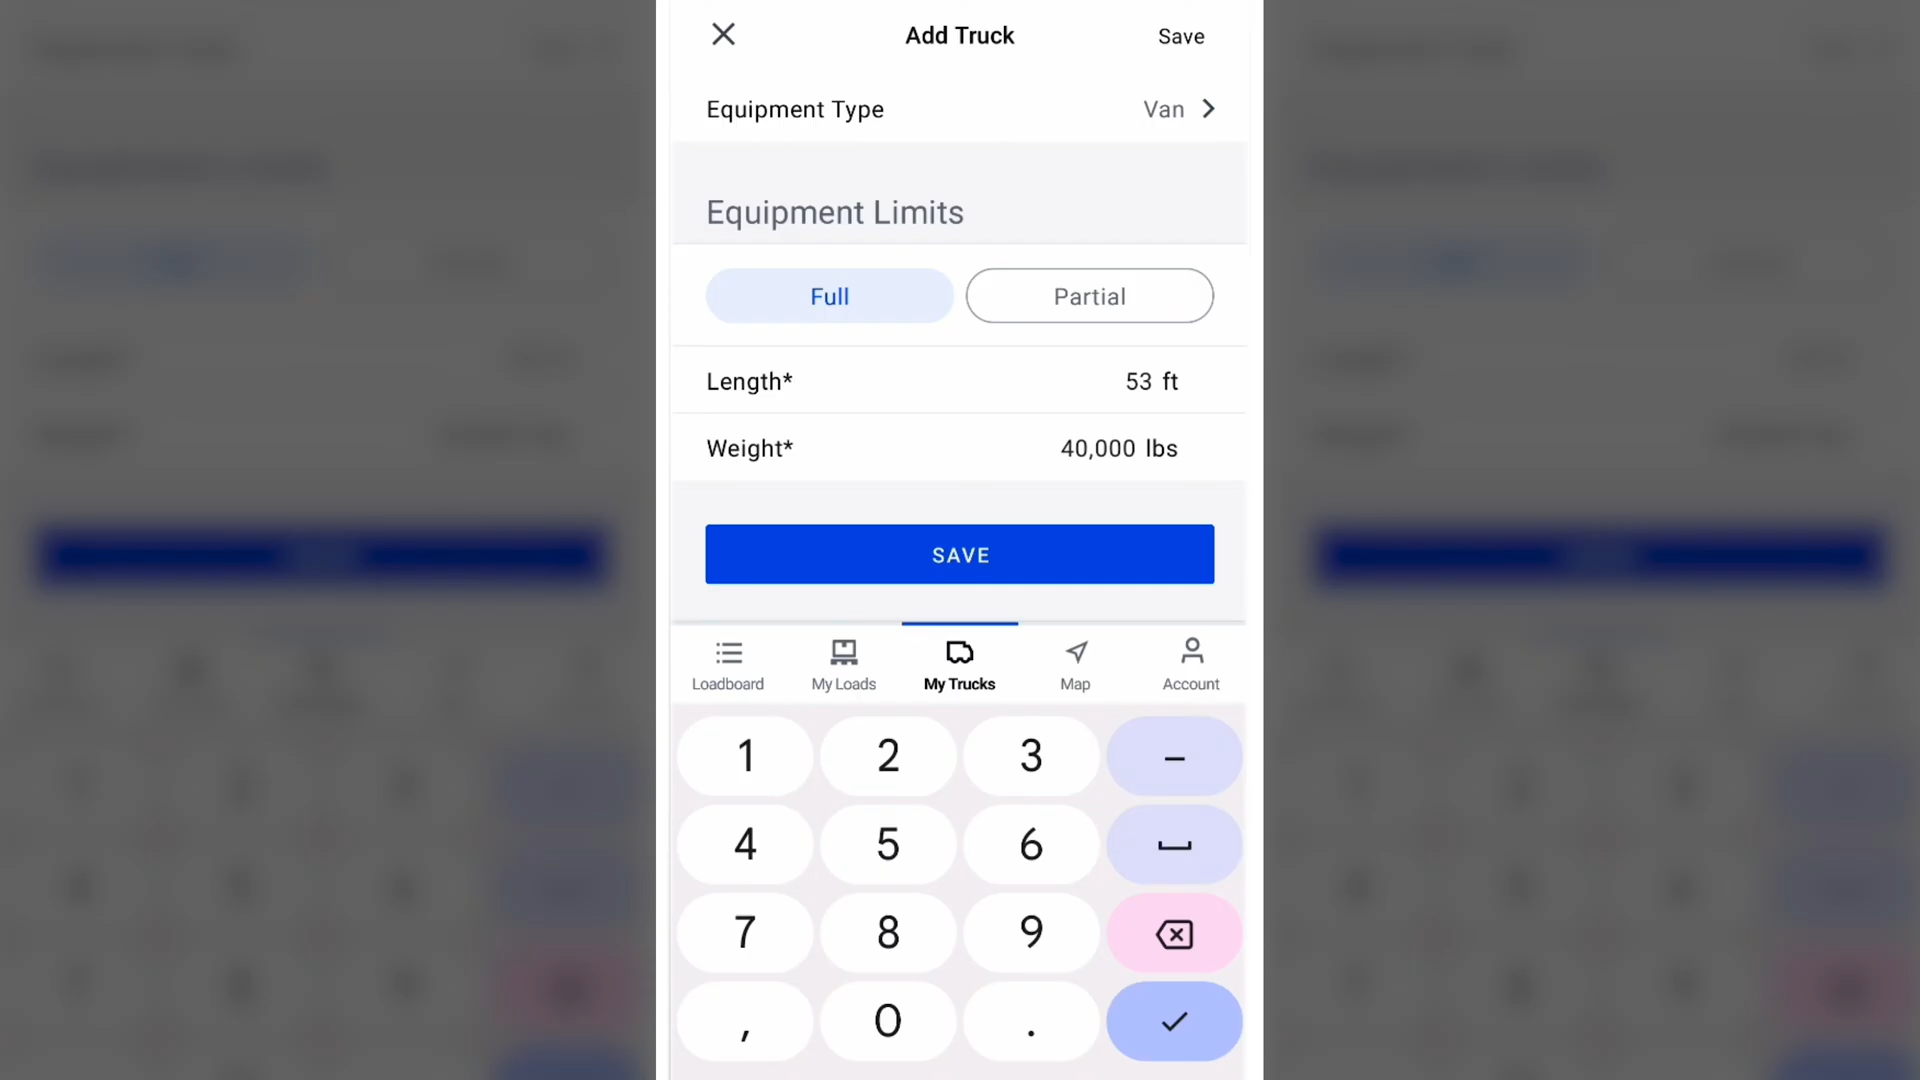 Add Truck Save
Equipment Type Van
Equipment Limits
Full Partial
Length* 53 ft
Weight* 40,000 lbs
SAVE
Loadboard My Loads My Trucks Map Account
1 2 3 –
4 5 6
7 8 9
, 0 .